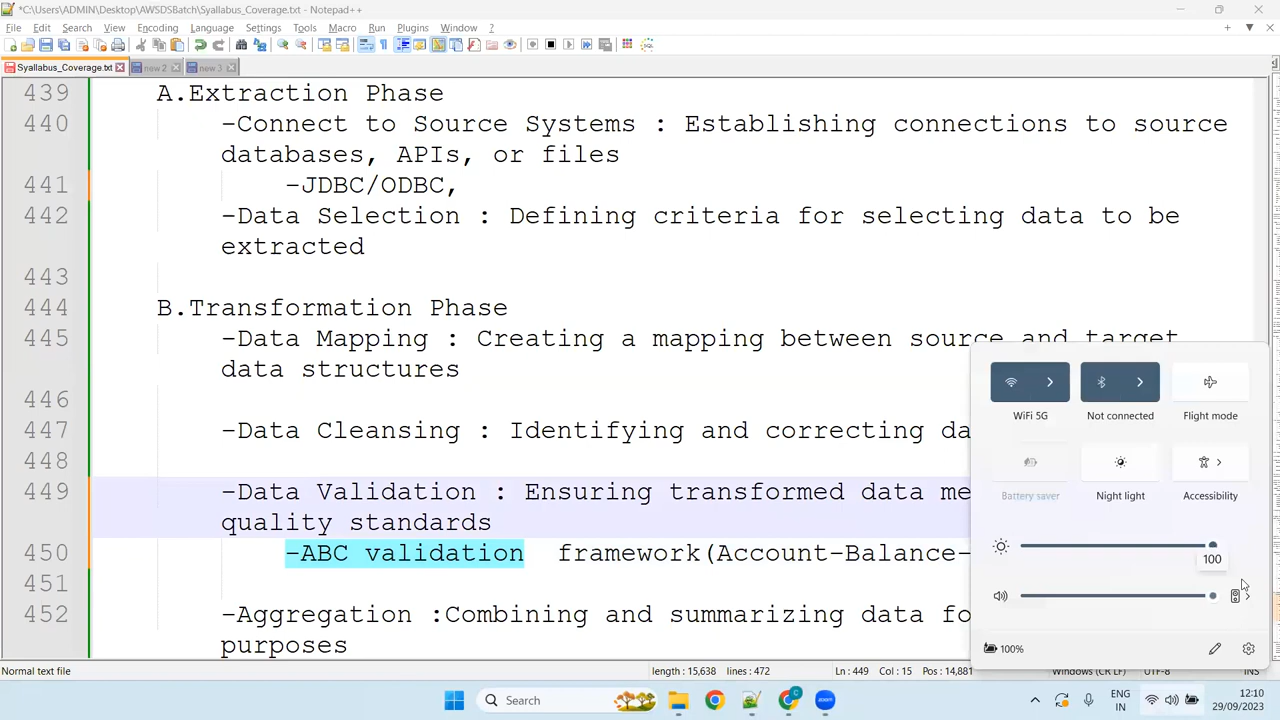 *C:\Users\ADMIN\Desktop\AWSDSBatch\Syallabus_Coverage.txt - Notepad++
File Edit Search View Encoding Language Settings Tools Macro Run Plugins Window ?
Syallabus_Coverage.txt new 2 new 3
439 A.Extraction Phase
440 -Connect to Source Systems : Establishing connections to source
databases, APIs, or files
441 -JDBC/ODBC,
442 -Data Selection : Defining criteria for selecting data to be
extracted
443
444 B.Transformation Phase
445 -Data Mapping : Creating a mapping between source and target
data structures
446
447 -Data Cleansing : Identifying and correcting da
448
449 -Data Validation : Ensuring transformed data me
quality standards
450 -ABC validation framework(Account-Balance-
451
452 -Aggregation :Combining and summarizing data fo
purposes
WiFi 5G Not connected Flight mode
Battery saver Night light Accessibility
100
100%
Normal text file length : 15,638 lines : 472 Ln : 449 Col : 15 Pos : 14,881 Windows (CR LF) UTF-8 INS
Search
ENG
IN
12:10
29/09/2023